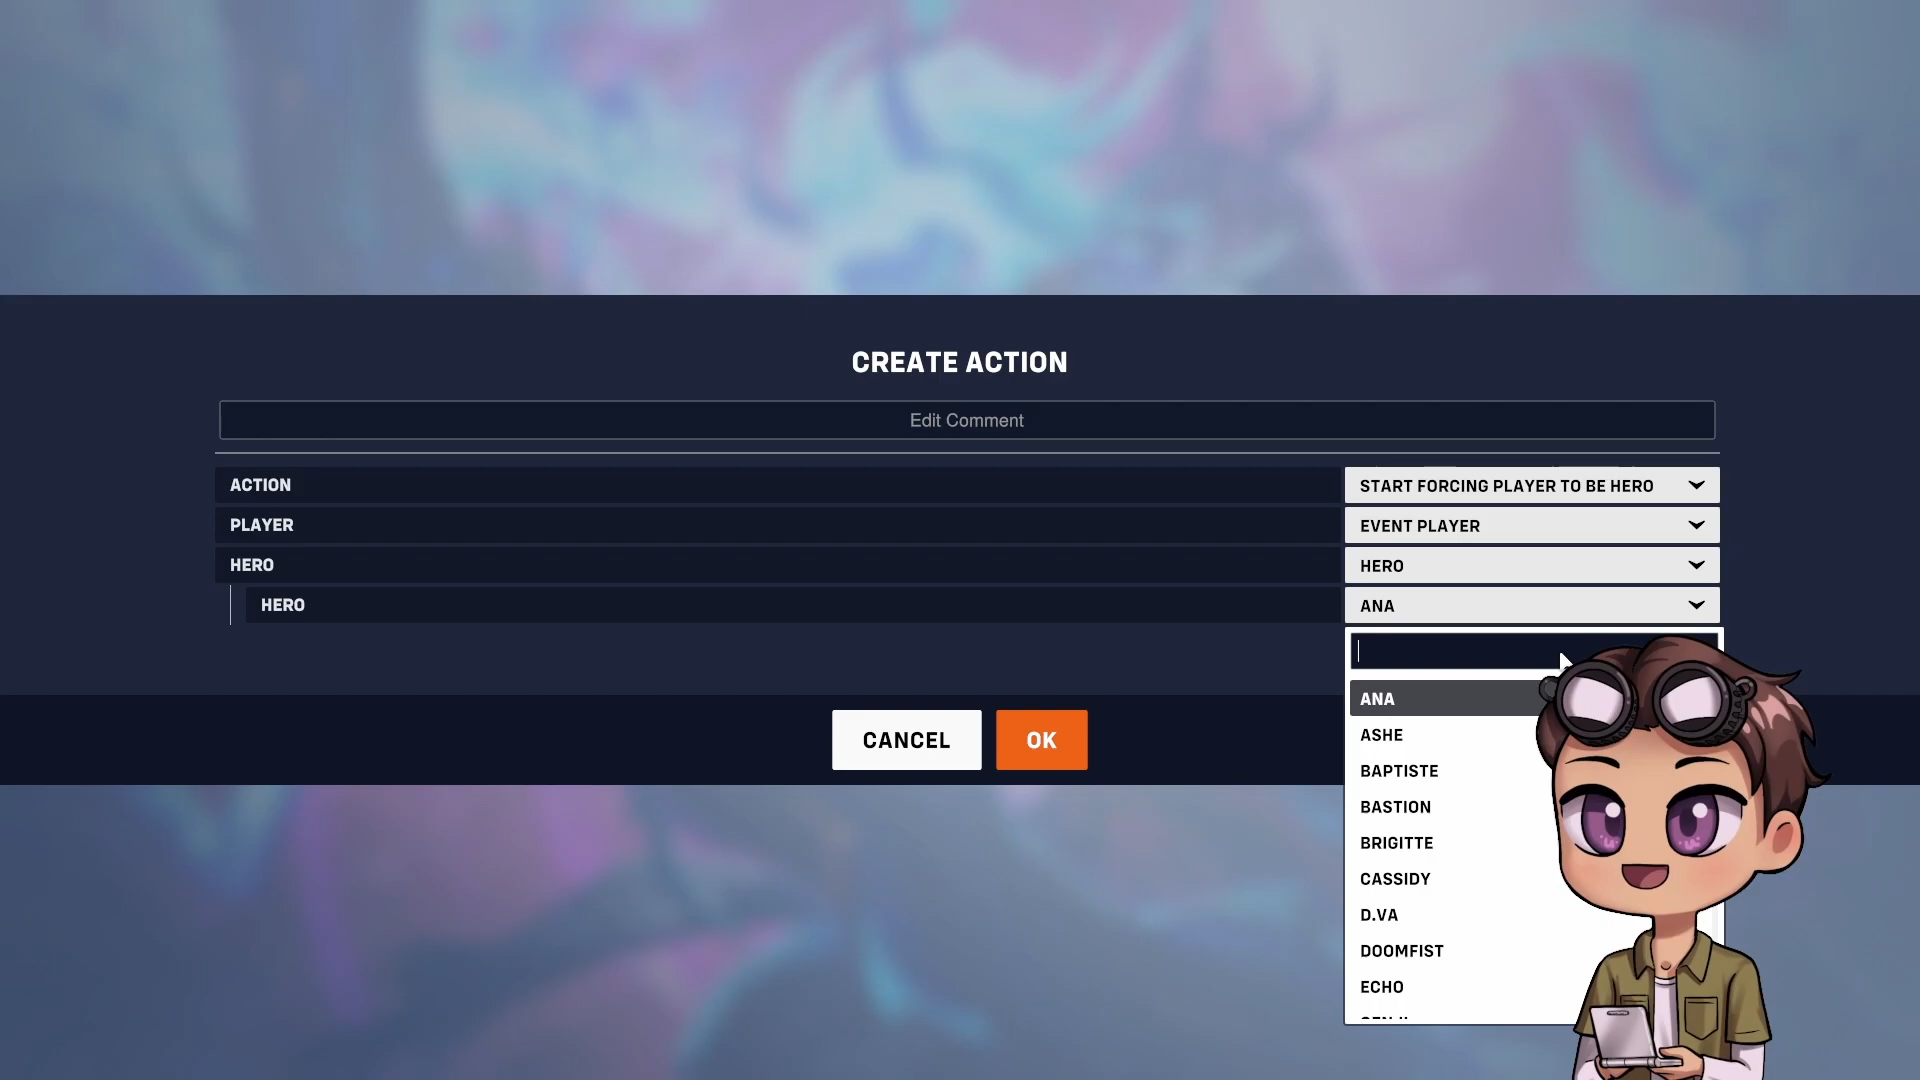 CREATE ACTION
Edit Comment
ACTION
START FORCING PLAYER TO BE HERO
PLAYER
EVENT PLAYER
HERO
HERO
HERO
ANA
ANA
CANCEL
OK
ASHE
BAPTISTE
BASTION
BRIGITTE
CASSIDY
D.VA
DOOMFIST
ECHO